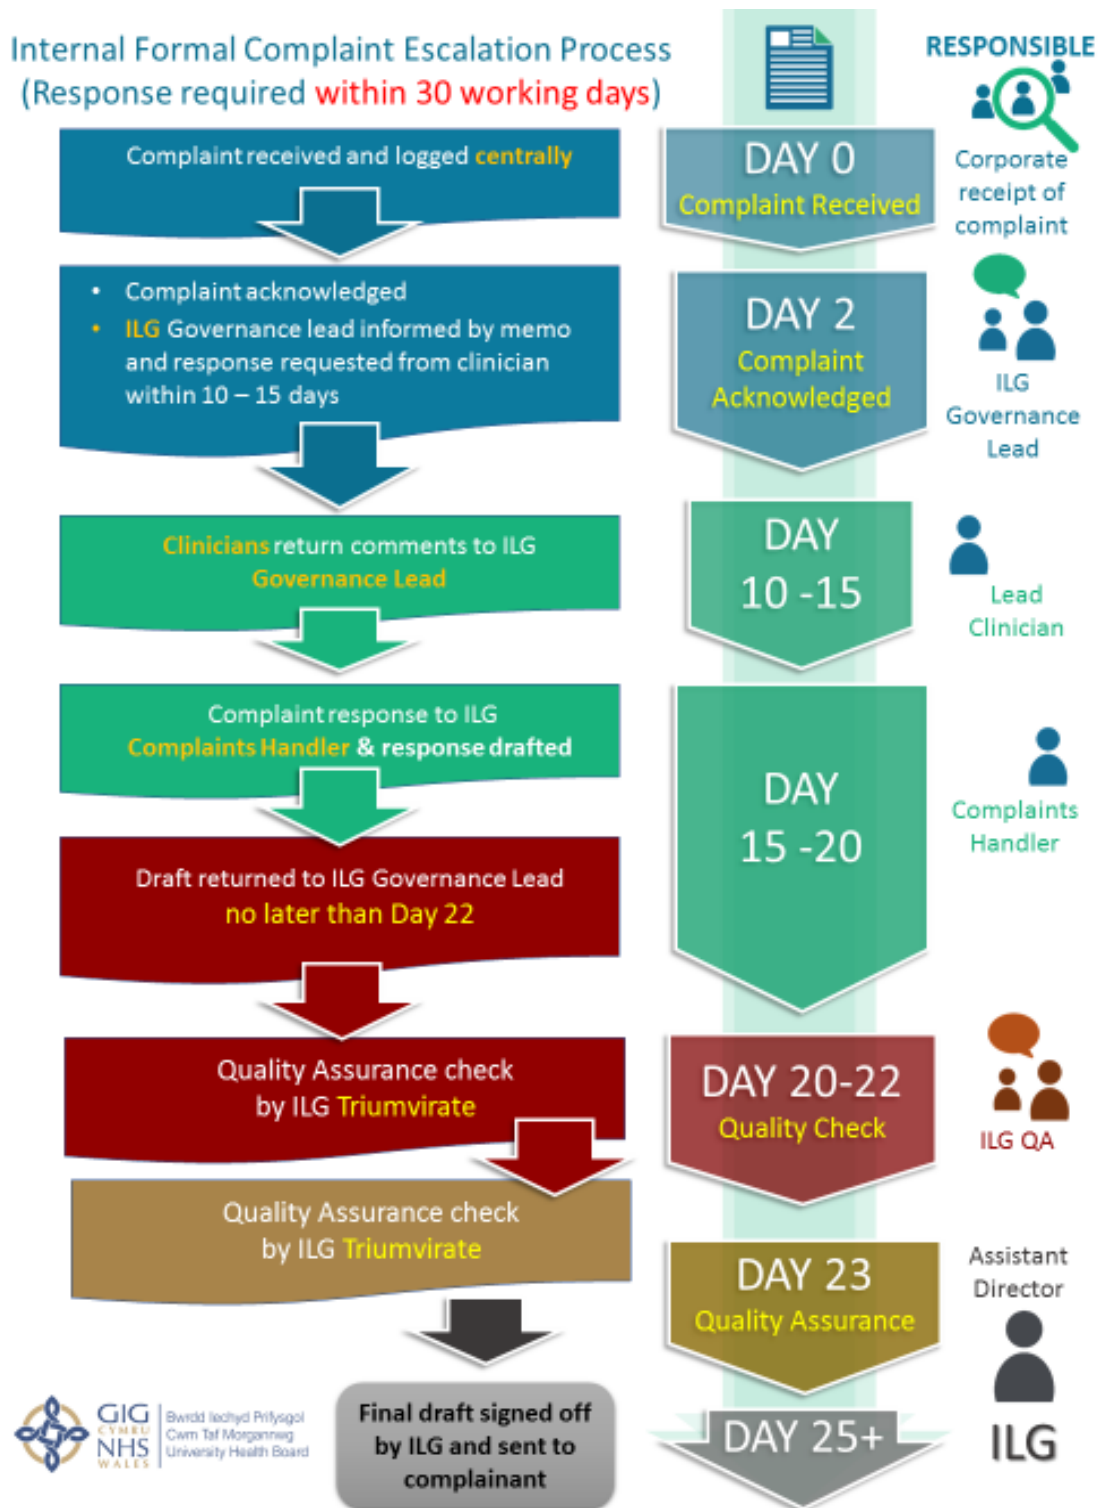 Internal Formal Complaint Escalation Process
(Response required within 30 working days)
RESPONSIBLE
Complaint received and logged centrally
DAY 0
Complaint Received
Corporate
receipt of
complaint
• Complaint acknowledged
• ILG Governance lead informed by memo
and response requested from clinician
within 10 – 15 days
DAY 2
Complaint
Acknowledged
ILG
Governance
Lead
Clinicians return comments to ILG
Governance Lead
DAY
10 -15
Lead
Clinician
Complaint response to ILG
Complaints Handler & response drafted
DAY
15 -20
Complaints
Handler
Draft returned to ILG Governance Lead
no later than Day 22
Quality Assurance check
by ILG Triumvirate
DAY 20-22
Quality Check
ILG QA
Quality Assurance check
by ILG Triumvirate
DAY 23
Quality Assurance
Assistant
Director
Final draft signed off
by ILG and sent to
complainant
DAY 25+
ILG
GIG
CYMRU
NHS
WALES
Bwrdd Iechyd Prifysgol
Cwm Taf Morgannwg
University Health Board